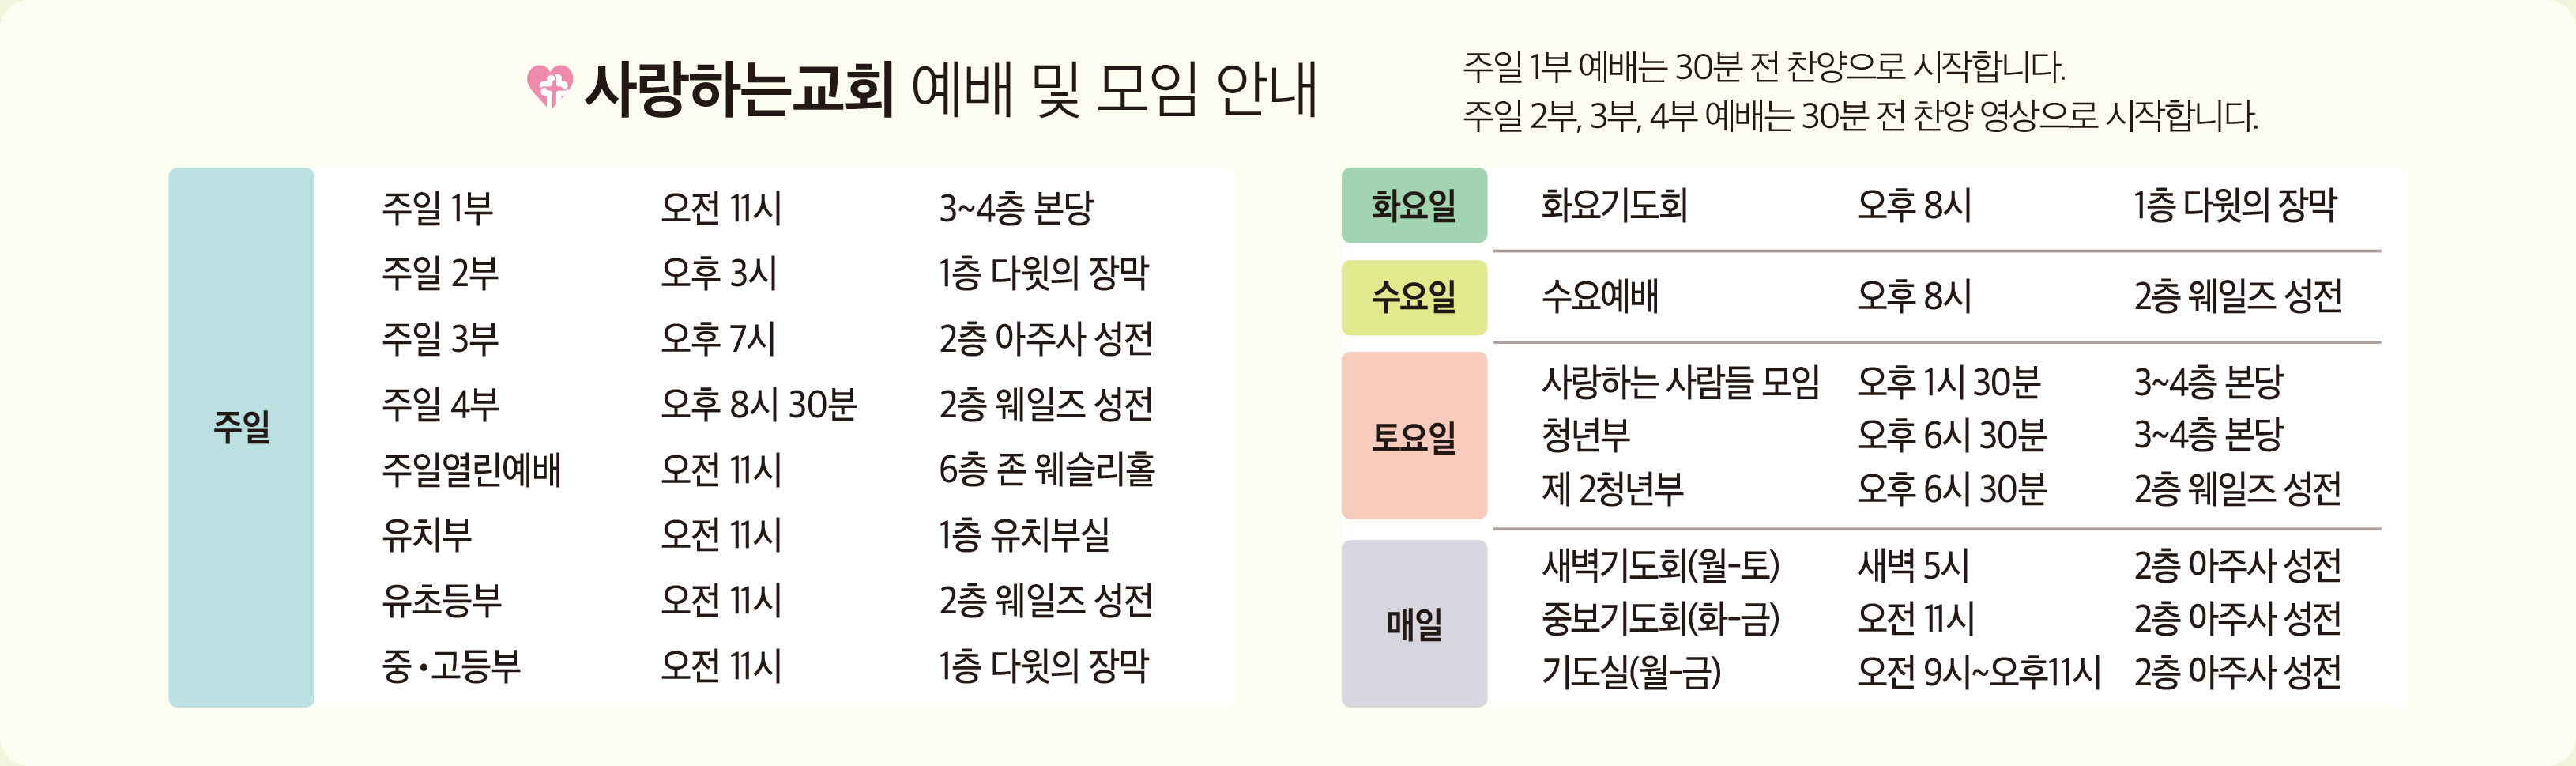 사랑하는교회 예배 및 모임 안내
주일 1부 예배는 30분 전 찬양으로 시작합니다.
주일 2부, 3부, 4부 예배는 30분 전 찬양 영상으로 시작합니다.
주일
주일 1부 오전 11시 3~4층 본당
주일 2부 오후 3시 1층 다윗의 장막
주일 3부 오후 7시 2층 아주사 성전
주일 4부 오후 8시 30분 2층 웨일즈 성전
주일열린예배 오전 11시 6층 존 웨슬리홀
유치부 오전 11시 1층 유치부실
유초등부 오전 11시 2층 웨일즈 성전
중·고등부 오전 11시 1층 다윗의 장막
화요일 화요기도회 오후 8시 1층 다윗의 장막
수요일 수요예배 오후 8시 2층 웨일즈 성전
토요일
사랑하는 사람들 모임 오후 1시 30분 3~4층 본당
청년부 오후 6시 30분 3~4층 본당
제 2청년부 오후 6시 30분 2층 웨일즈 성전
매일
새벽기도회(월-토) 새벽 5시 2층 아주사 성전
중보기도회(화-금) 오전 11시 2층 아주사 성전
기도실(월-금) 오전 9시~오후11시 2층 아주사 성전